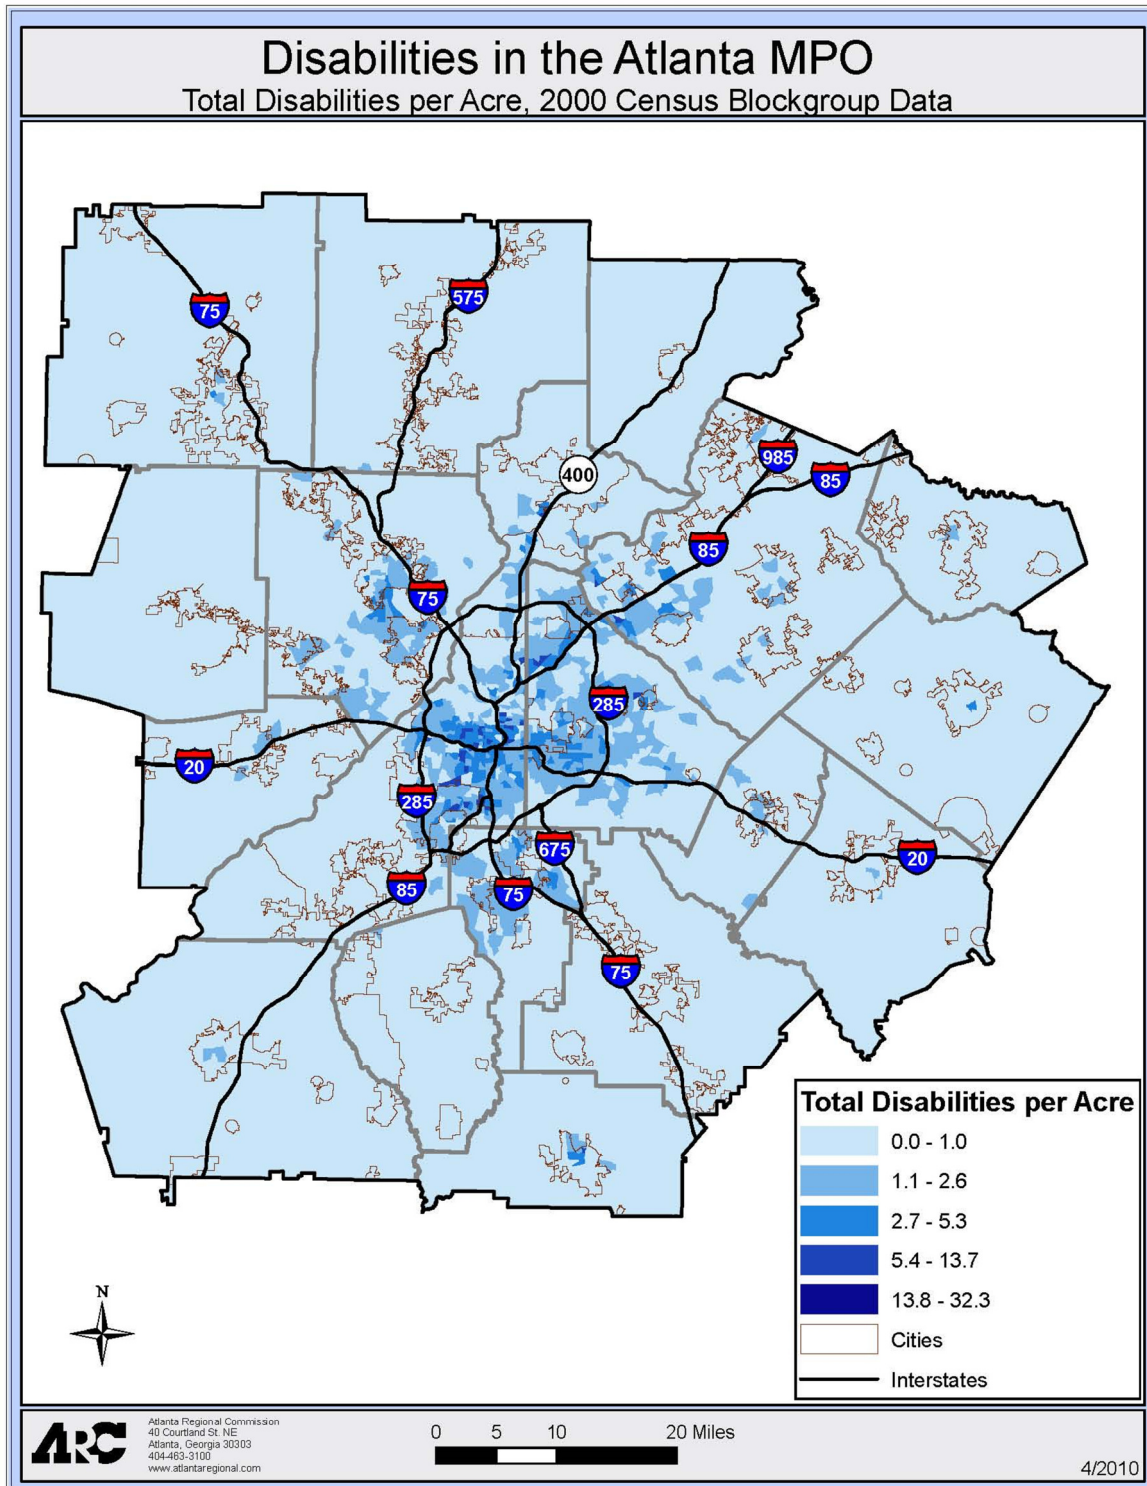 Disabilities in the Atlanta MPO
Total Disabilities per Acre, 2000 Census Blockgroup Data
75
575
400
985
85
85
75
285
20
285
675
20
85
75
75
Total Disabilities per Acre
0.0 - 1.0
1.1 - 2.6
2.7 - 5.3
5.4 - 13.7
13.8 - 32.3
Cities
Interstates
N
ARC
Atlanta Regional Commission
40 Courtland St. NE
Atlanta, Georgia 30303
404-463-3100
www.atlantaregional.com
0 5 10 20 Miles
4/2010